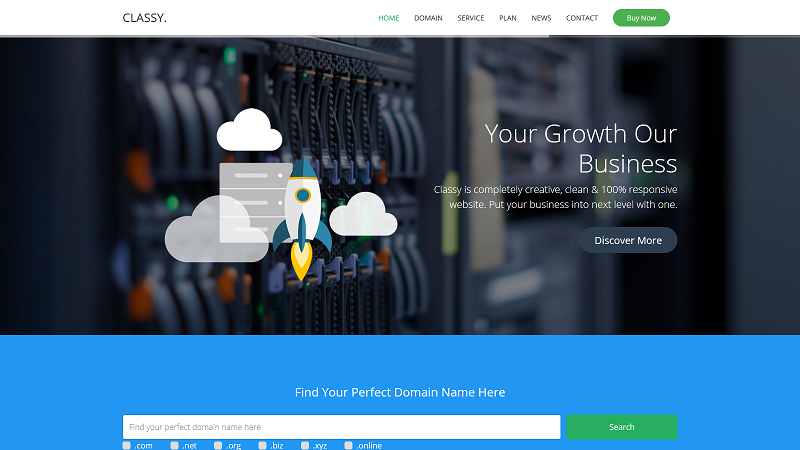 CLASSY.
HOME DOMAIN SERVICE PLAN NEWS CONTACT Buy Now
Your Growth Our
Business
Classy is completely creative, clean & 100% responsive
website. Put your business into next level with one.
Discover More
Find Your Perfect Domain Name Here
Find your perfect domain name here
Search
.com .net .org .biz .xyz .online